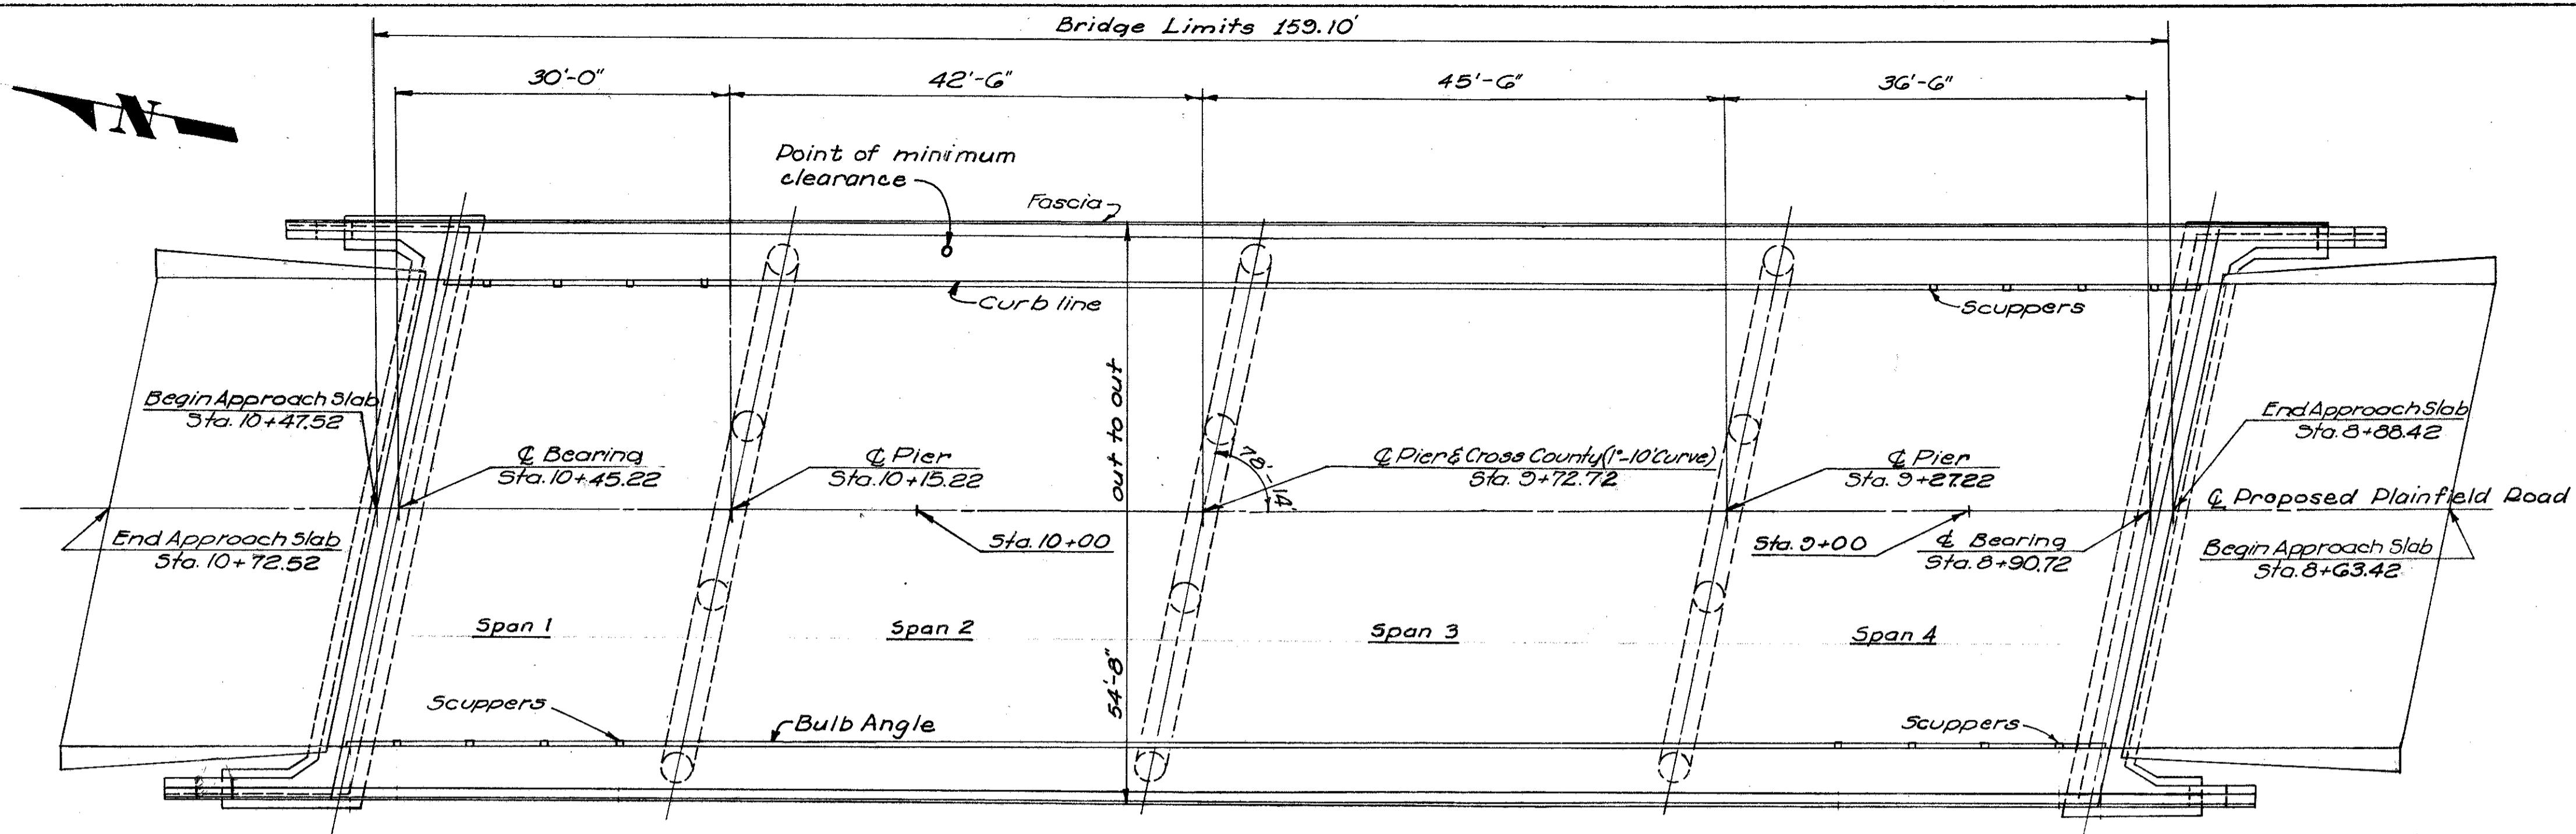 Bridge Limits 159.10'
30'-0"
42'-6"
45'-6"
36'-6"
N
Point of minimum
clearance
Fascia
Curb line
Scuppers
Begin Approach Slab
Sta. 10+47.52
End Approach Slab
Sta. 8+88.42
℄ Bearing
Sta. 10+45.22
℄ Pier
Sta. 10+15.22
out to out
54'-8"
78°-14'
℄ Pier & Cross County (1°-10' Curve)
Sta. 9+72.72
℄ Pier
Sta. 9+27.22
℄ Proposed Plainfield Road
End Approach Slab
Sta. 10+72.52
Sta. 10+00
Sta. 9+00
℄ Bearing
Sta. 8+90.72
Begin Approach Slab
Sta. 8+63.42
Span 1
Span 2
Span 3
Span 4
Scuppers
Bulb Angle
Scuppers